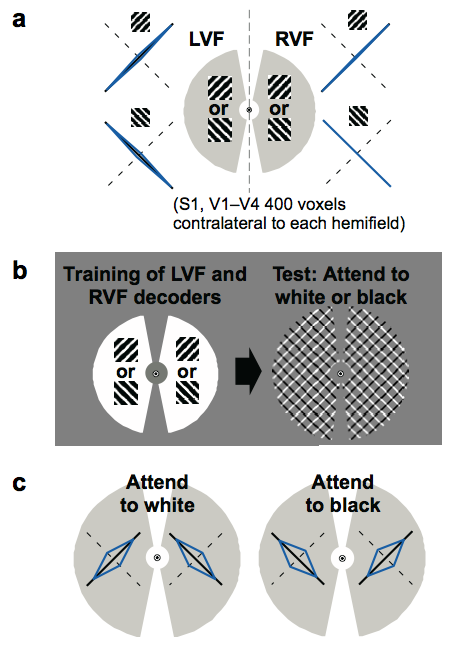 a
LVF
RVF
or
or
(S1, V1–V4 400 voxels
contralateral to each hemifield)
b
Training of LVF and
RVF decoders
Test: Attend to
white or black
or
or
c
Attend
to white
Attend
to black